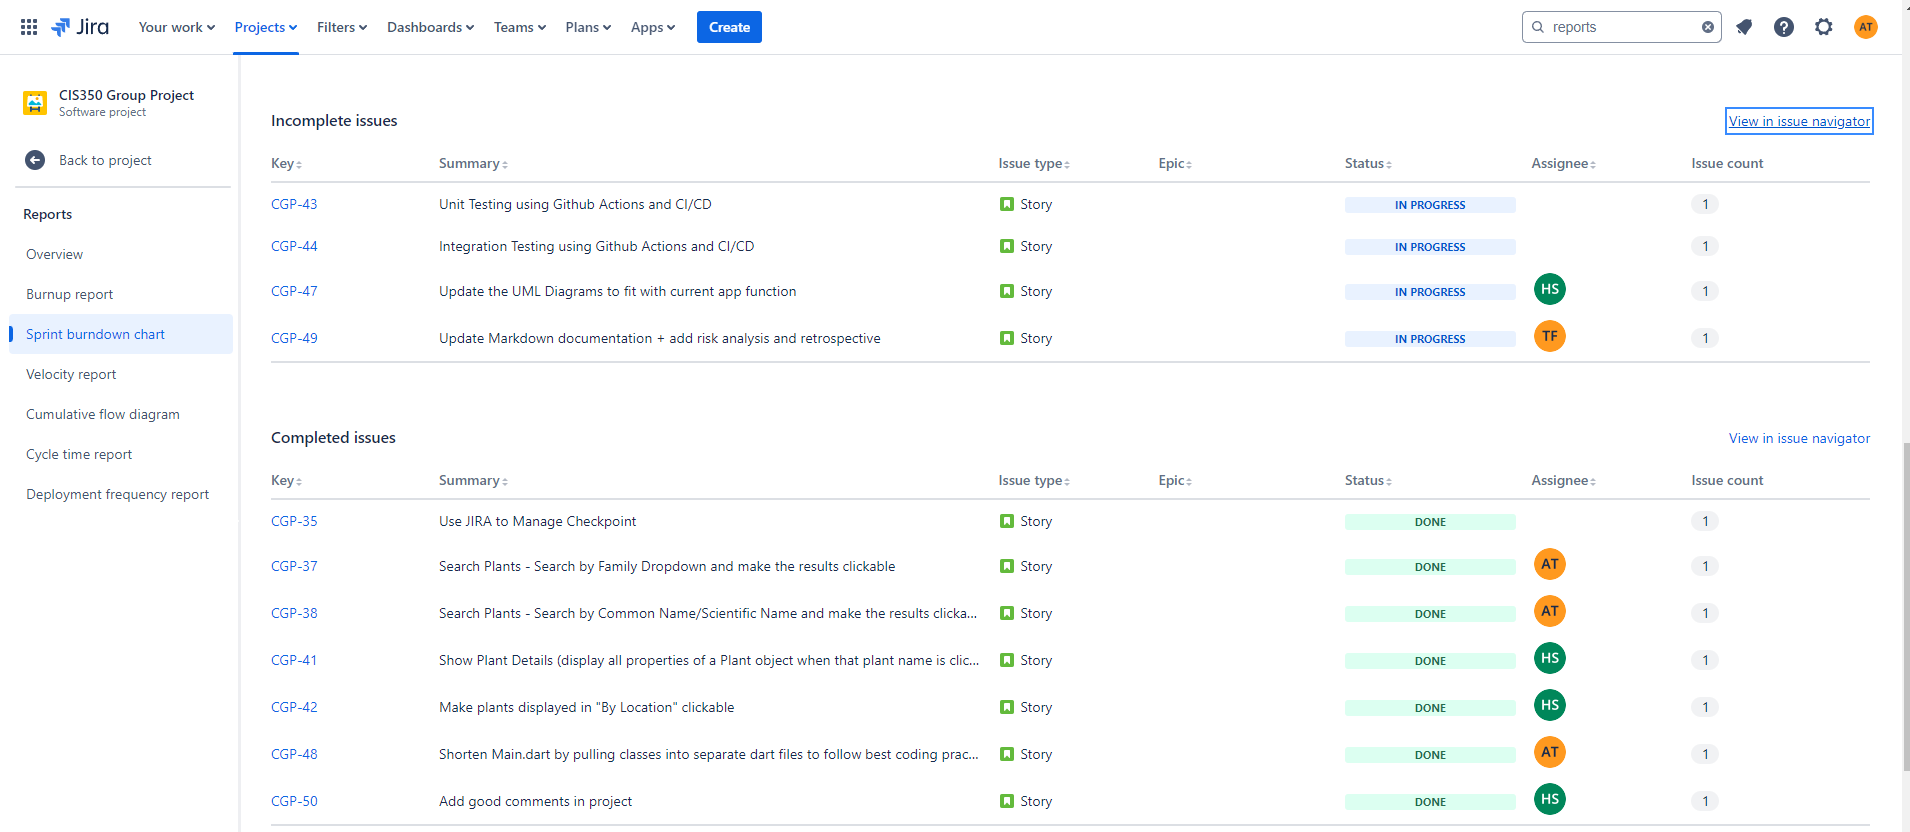 Jira Your work Projects Filters Dashboards Teams Plans Apps Create reports AT
CIS350 Group Project
Software project
Back to project
Reports
Overview
Burnup report
Sprint burndown chart
Velocity report
Cumulative flow diagram
Cycle time report
Deployment frequency report
Incomplete issues View in issue navigator
Key Summary Issue type Epic Status Assignee Issue count
CGP-43 Unit Testing using Github Actions and CI/CD Story IN PROGRESS 1
CGP-44 Integration Testing using Github Actions and CI/CD Story IN PROGRESS 1
CGP-47 Update the UML Diagrams to fit with current app function Story IN PROGRESS HS 1
CGP-49 Update Markdown documentation + add risk analysis and retrospective Story IN PROGRESS TF 1
Completed issues View in issue navigator
Key Summary Issue type Epic Status Assignee Issue count
CGP-35 Use JIRA to Manage Checkpoint Story DONE 1
CGP-37 Search Plants - Search by Family Dropdown and make the results clickable Story DONE AT 1
CGP-38 Search Plants - Search by Common Name/Scientific Name and make the results clicka... Story DONE AT 1
CGP-41 Show Plant Details (display all properties of a Plant object when that plant name is clic... Story DONE HS 1
CGP-42 Make plants displayed in "By Location" clickable Story DONE HS 1
CGP-48 Shorten Main.dart by pulling classes into separate dart files to follow best coding prac... Story DONE AT 1
CGP-50 Add good comments in project Story DONE HS 1